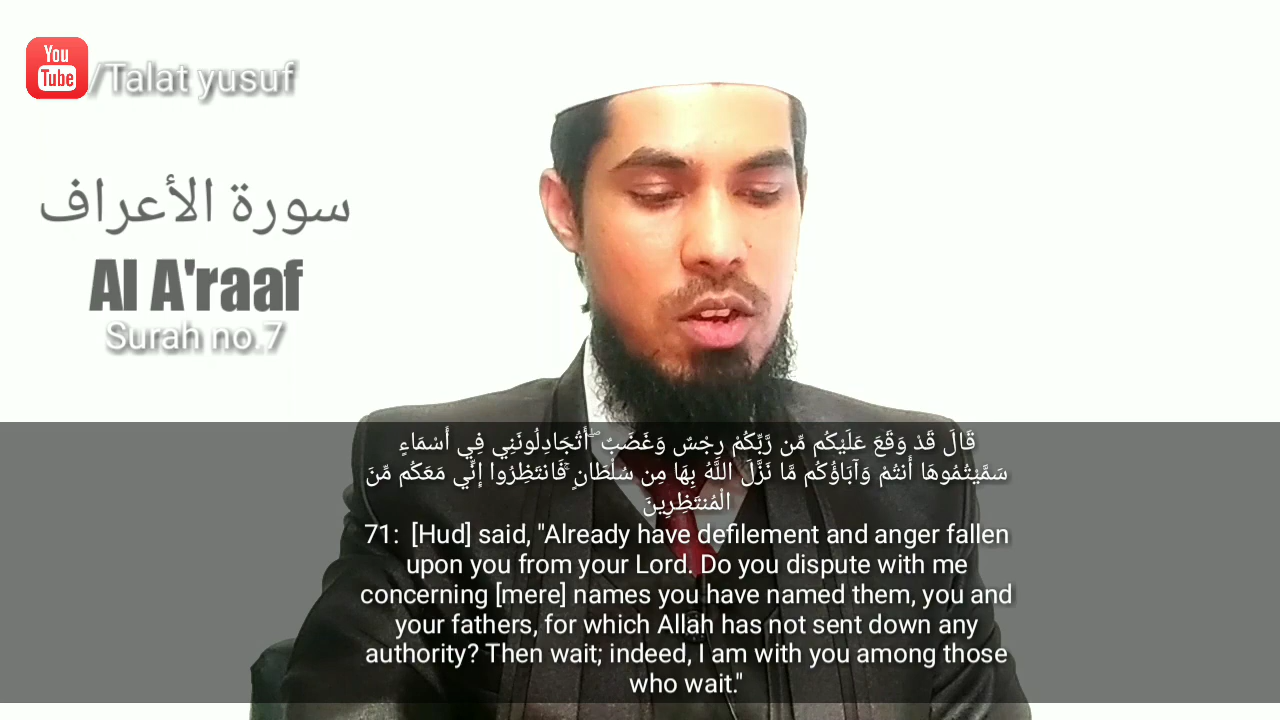 You
Tube
/Talat yusuf
سورة الأعراف
Al A'raaf
Surah no.7
قَالَ قَدْ وَقَعَ عَلَيْكُم مِّن رَّبِّكُمْ رِجْسٌ وَغَضَبٌ ۖ أَتُجَادِلُونَنِي فِي أَسْمَاءٍ
سَمَّيْتُمُوهَا أَنتُمْ وَآبَاؤُكُم مَّا نَزَّلَ اللَّهُ بِهَا مِن سُلْطَانٍ ۚ فَانتَظِرُوا إِنِّي مَعَكُم مِّنَ
الْمُنتَظِرِينَ
71: [Hud] said, "Already have defilement and anger fallen
upon you from your Lord. Do you dispute with me
concerning [mere] names you have named them, you and
your fathers, for which Allah has not sent down any
authority? Then wait; indeed, I am with you among those
who wait."